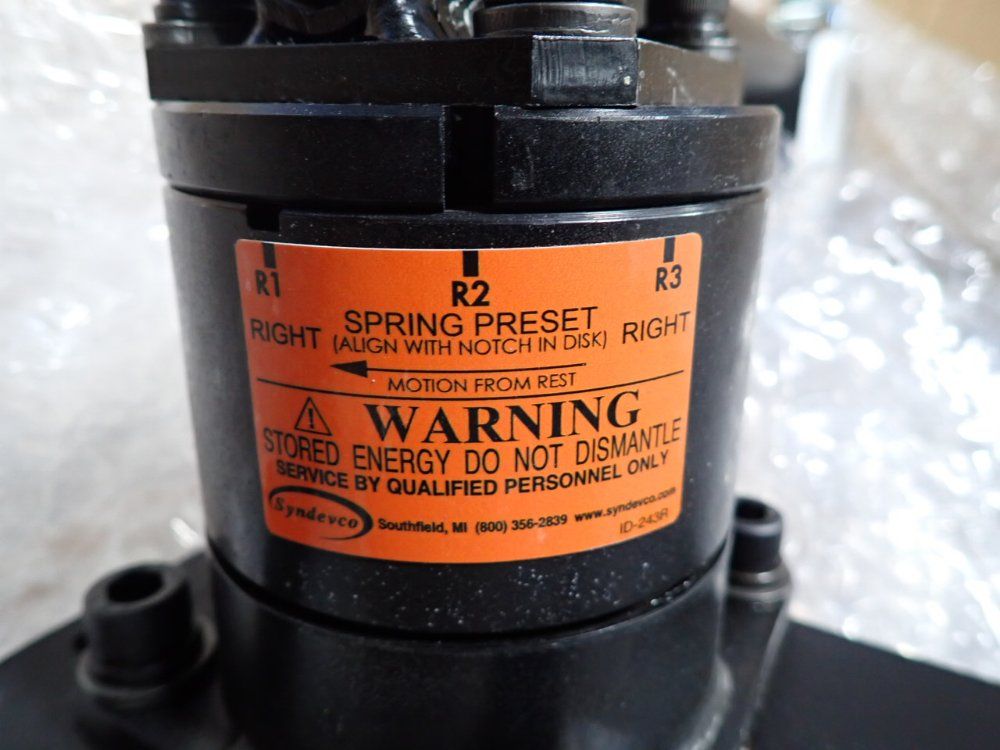 R1 R2 R3
RIGHT SPRING PRESET RIGHT
(ALIGN WITH NOTCH IN DISK)
MOTION FROM REST
WARNING
STORED ENERGY DO NOT DISMANTLE
SERVICE BY QUALIFIED PERSONNEL ONLY
Syndevco Southfield, MI (800) 356-2839 www.syndevco.com
ID-243R